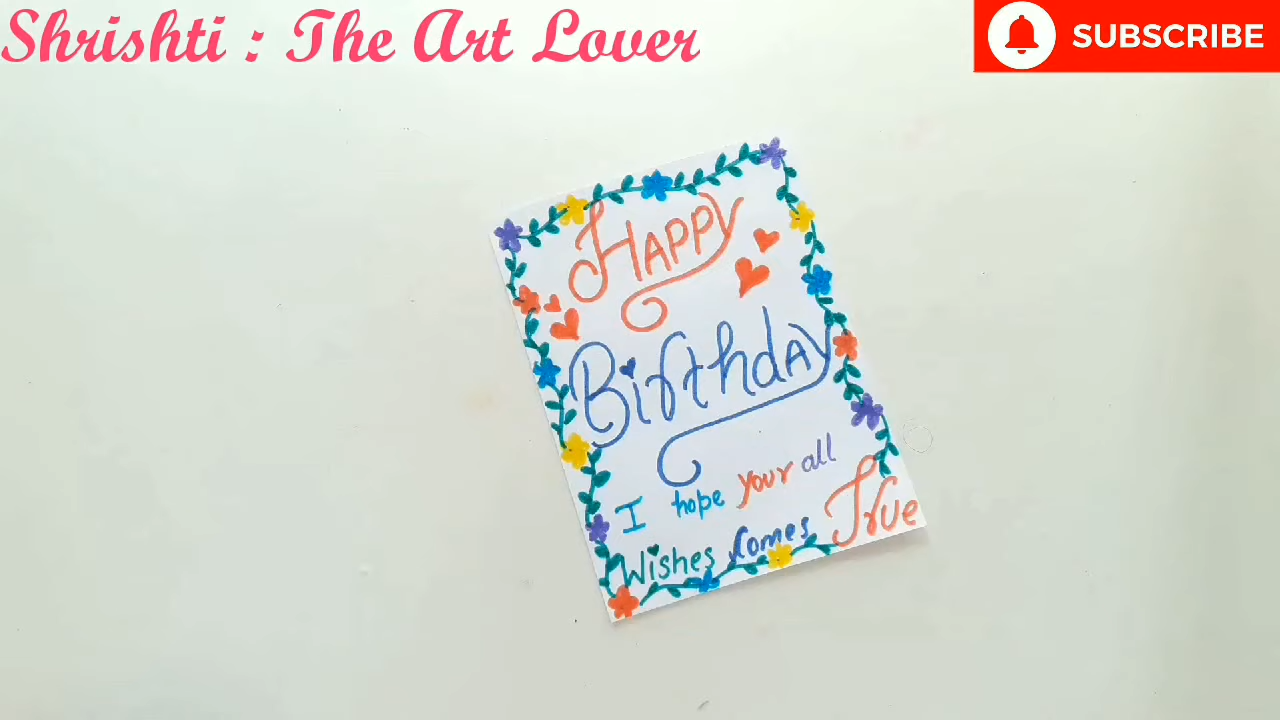 Shrishti : The Art Lover
SUBSCRIBE
HAPPY
BirthdAY
I hope your all
Wishes comes True